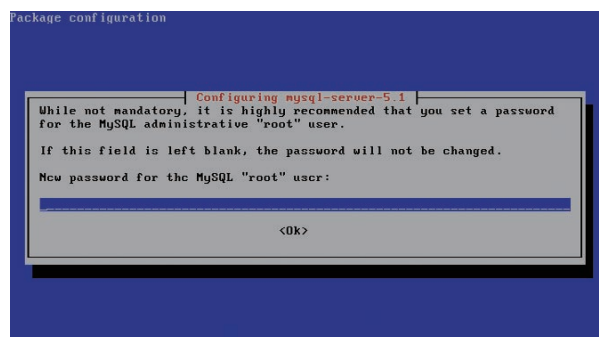 Package configuration
Configuring mysql-server-5.1
While not mandatory, it is highly recommended that you set a password
for the MySQL administrative "root" user.
If this field is left blank, the password will not be changed.
New password for the MySQL "root" user:
<Ok>